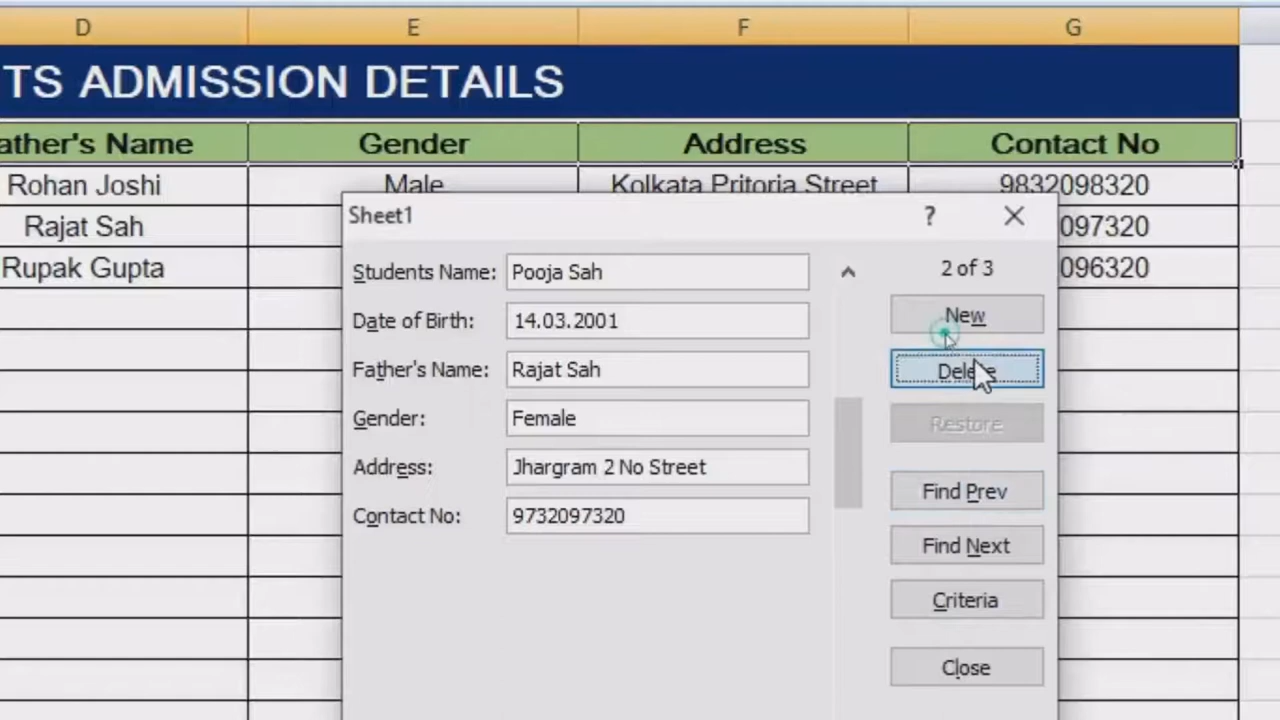 D E F G
TS ADMISSION DETAILS
ather's Name Gender Address Contact No
Rohan Joshi Male Kolkata Pritoria Street 9832098320
Rajat Sah 097320
Rupak Gupta 096320
Sheet1 ?
Students Name: Pooja Sah
2 of 3
Date of Birth: 14.03.2001
New
Father's Name: Rajat Sah
Delete
Gender: Female
Restore
Address: Jhargram 2 No Street
Find Prev
Contact No: 9732097320
Find Next
Criteria
Close